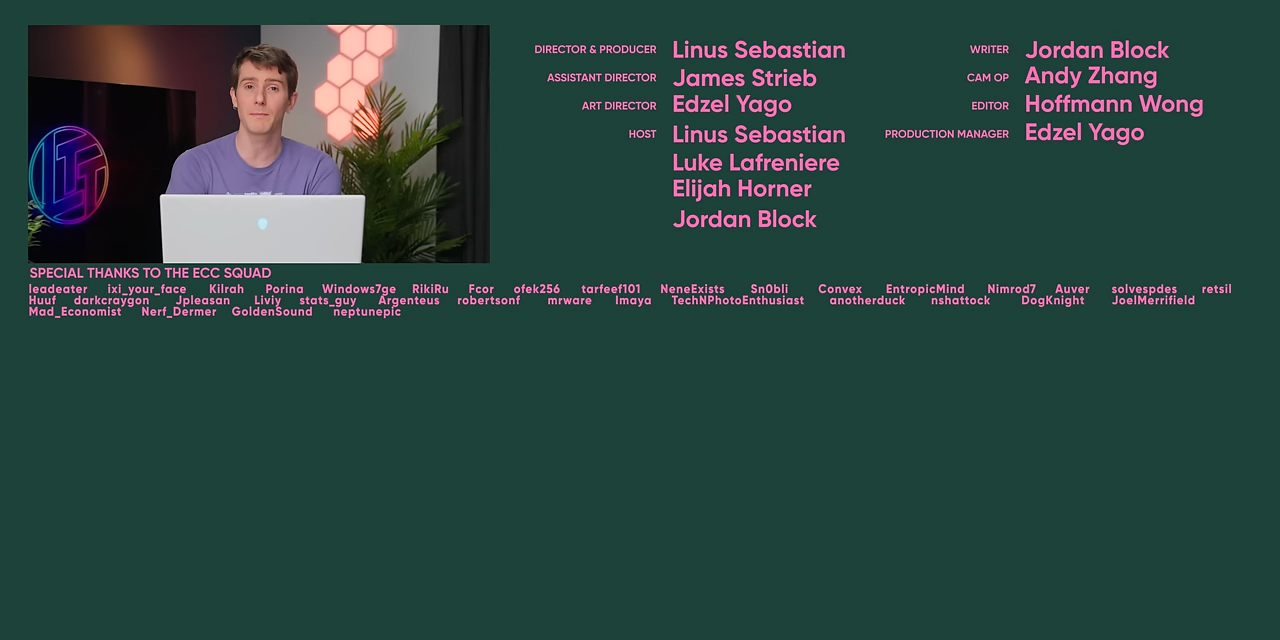 DIRECTOR & PRODUCER Linus Sebastian
ASSISTANT DIRECTOR James Strieb
ART DIRECTOR Edzel Yago
HOST Linus Sebastian
Luke Lafreniere
Elijah Horner
Jordan Block
WRITER Jordan Block
CAM OP Andy Zhang
EDITOR Hoffmann Wong
PRODUCTION MANAGER Edzel Yago
LTT
SPECIAL THANKS TO THE ECC SQUAD
leadeater ixi_your_face Kilrah Porina Windows7ge RikiRu Fcor ofek256 tarfeef101 NeneExists Sn0bli Convex EntropicMind Nimrod7 Auver solvespdes retsil
Huuf darkcraygon Jpleasan Liviy stats_guy Argenteus robertsonf mrware Imaya TechNPhotoEnthusiast anotherduck nshattock DogKnight JoelMerrifield
Mad_Economist Nerf_Dermer GoldenSound neptunepic